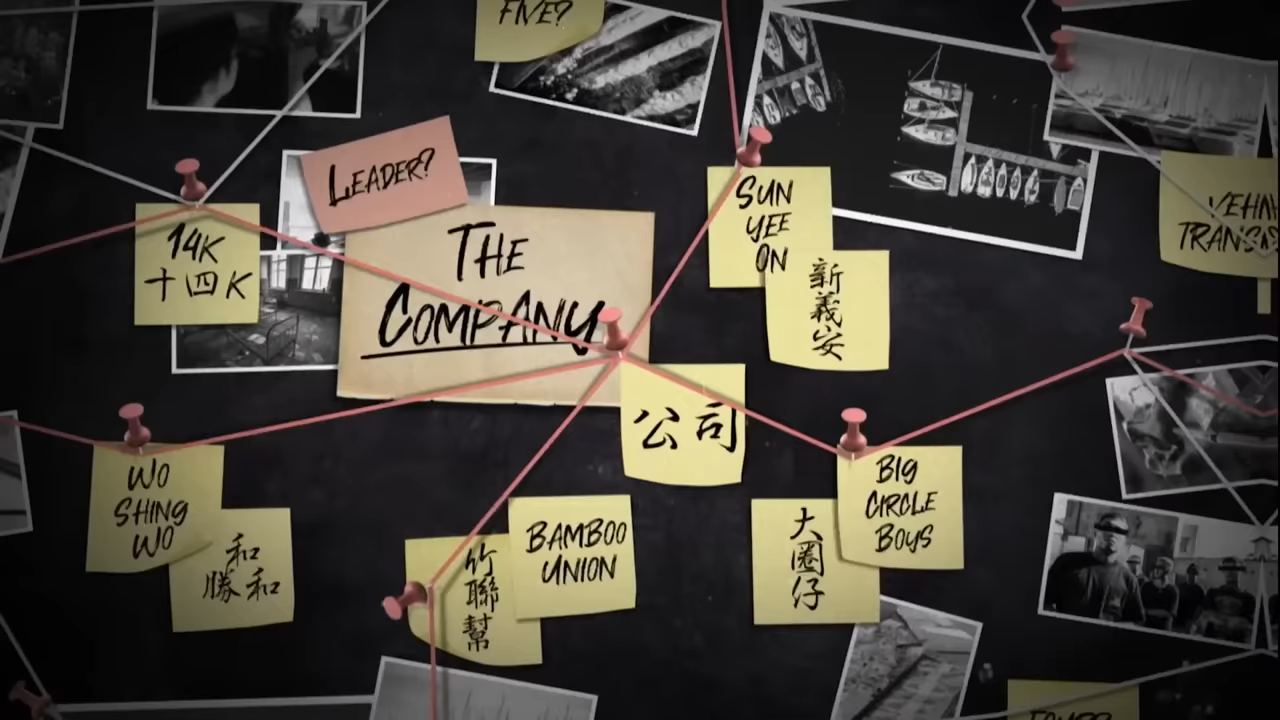 FIVE?
LEADER?
THE
COMPANY
公司
14K
十四K
SUN
YEE
ON
新義安
WO
SHING
WO
和
勝和
竹聯幫
BAMBOO
UNION
大圈仔
BIG
CIRCLE
BOYS